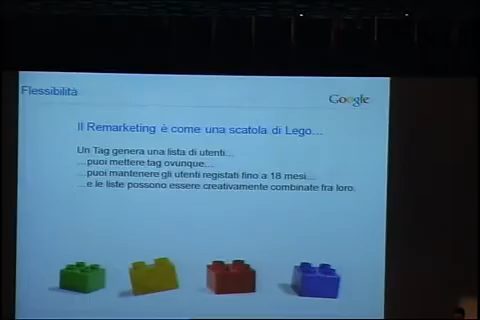 Flessibilità
Google
Il Remarketing è come una scatola di Lego...
Un Tag genera una lista di utenti...
...puoi mettere tag ovunque...
...puoi mantenere gli utenti registati fino a 18 mesi...
...e le liste possono essere creativamente combinate fra loro.